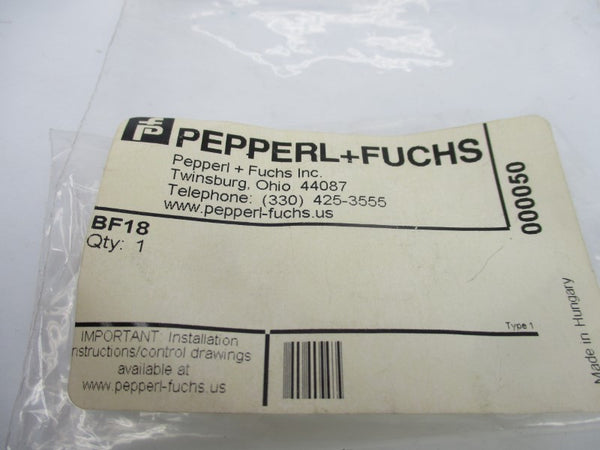 PEPPERL+FUCHS
Pepperl + Fuchs Inc.
Twinsburg, Ohio 44087
Telephone: (330) 425-3555
www.pepperl-fuchs.us
000050
BF18
Qty: 1
Type 1
Made in Hungary
IMPORTANT: Installation
nstructions/control drawings
available at
www.pepperl-fuchs.us